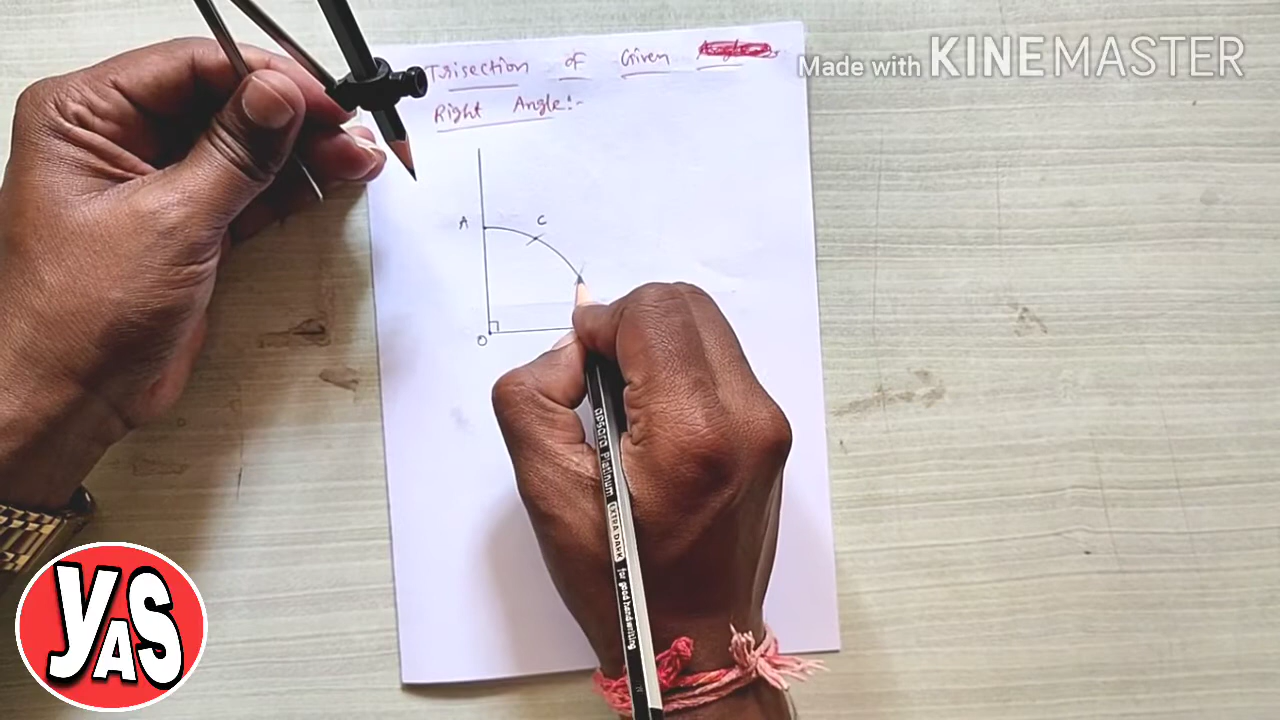 Made with KINEMASTER
Trisection of Given
Right Angle:-
A
C
O
apsara Platinum EXTRA DARK for good handwriting
YAS